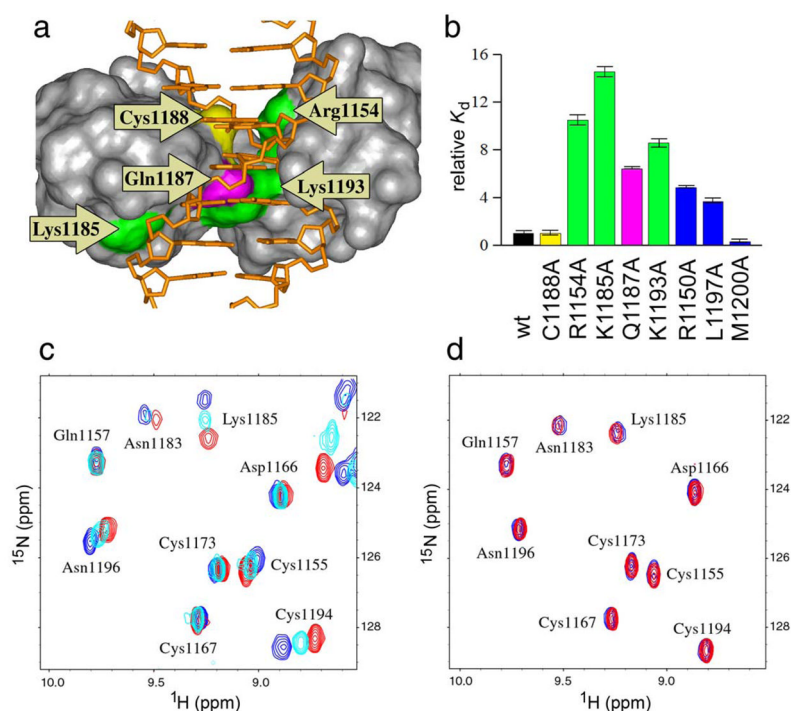 a
Cys1188
Arg1154
Gln1187
Lys1193
Lys1185
b
relative Kd
16
12
8
4
0
wt
C1188A
R1154A
K1185A
Q1187A
K1193A
R1150A
L1197A
M1200A
c
Gln1157
Asn1183
Lys1185
Asp1166
Asn1196
Cys1173
Cys1155
Cys1167
Cys1194
122
124
126
128
15N (ppm)
10.0
9.5
9.0
1H (ppm)
d
Gln1157
Asn1183
Lys1185
Asp1166
Asn1196
Cys1173
Cys1155
Cys1167
Cys1194
122
124
126
128
15N (ppm)
10.0
9.5
9.0
1H (ppm)